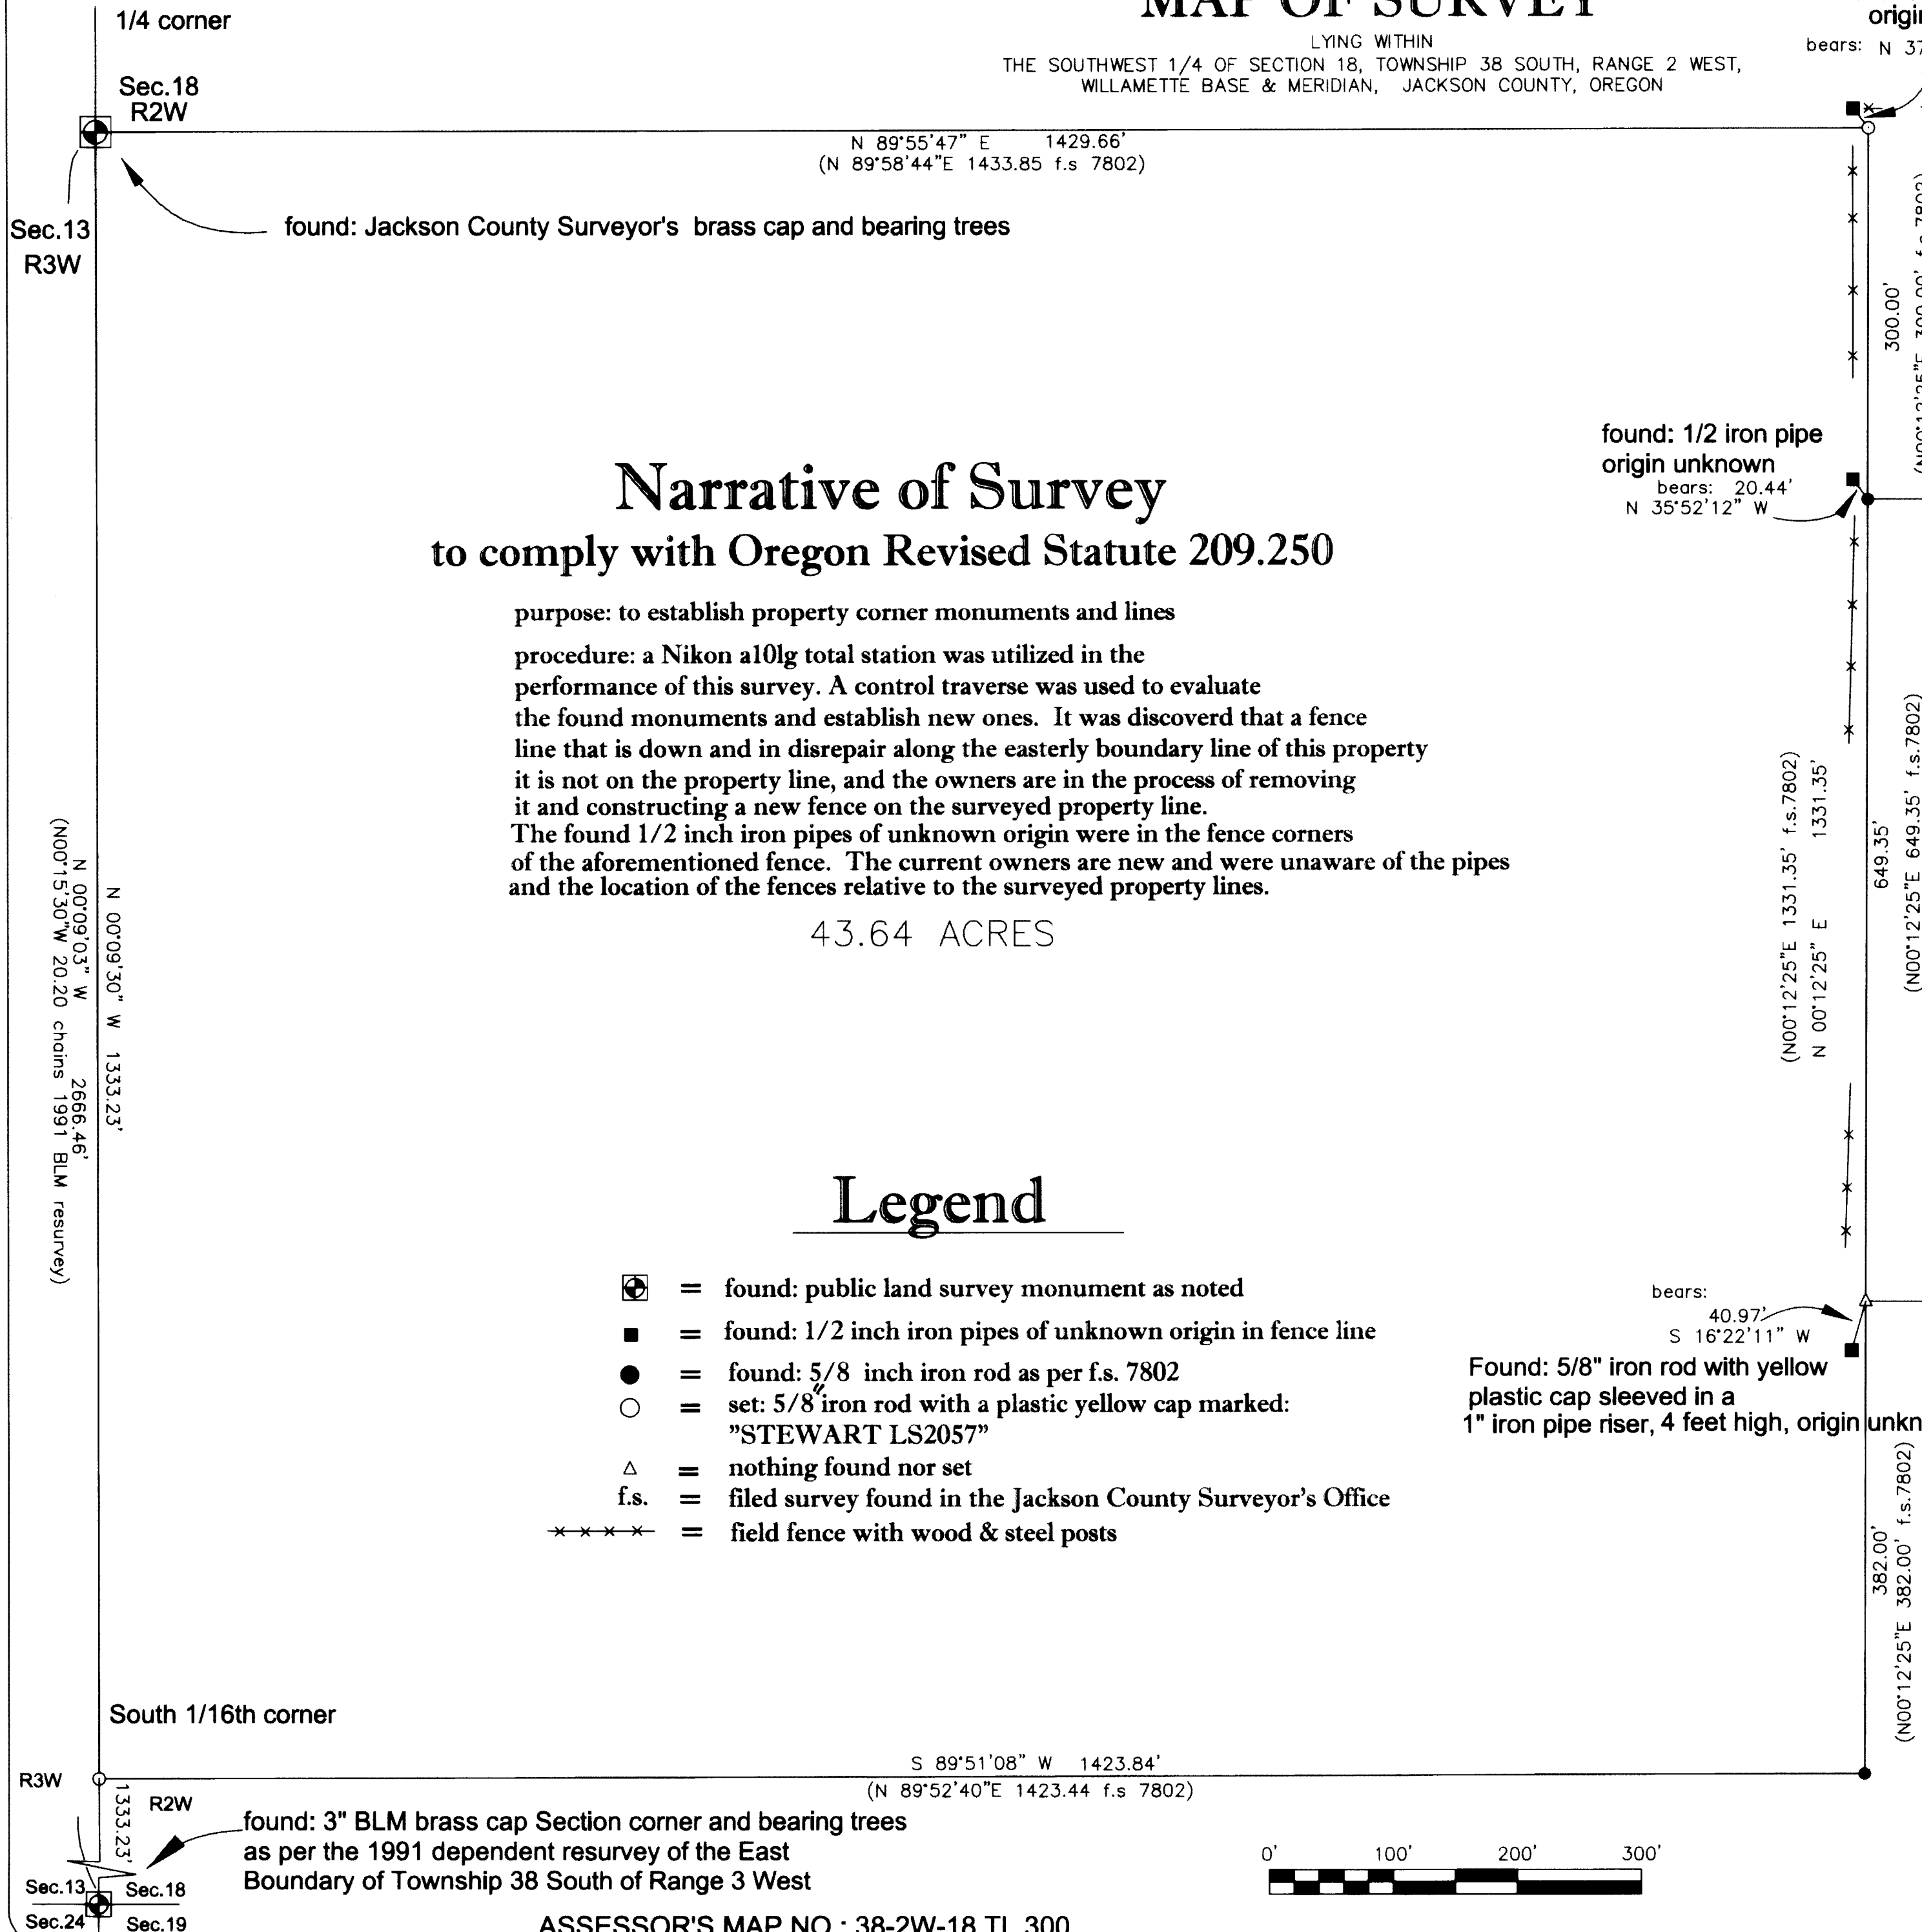 MAP OF SURVEY
LYING WITHIN
THE SOUTHWEST 1/4 OF SECTION 18, TOWNSHIP 38 SOUTH, RANGE 2 WEST,
WILLAMETTE BASE & MERIDIAN, JACKSON COUNTY, OREGON
bears: N 37
1/4 corner
Sec.18
R2W
Sec.13
R3W
N 89°55'47" E 1429.66'
(N 89°58'44"E 1433.85 f.s 7802)
found: Jackson County Surveyor's brass cap and bearing trees
300.00'
(N00°12'25"E 300.00' f.s.7802)
found: 1/2 iron pipe
origin unknown
bears: 20.44'
N 35°52'12" W
Narrative of Survey
to comply with Oregon Revised Statute 209.250
purpose: to establish property corner monuments and lines
procedure: a Nikon a10lg total station was utilized in the
performance of this survey. A control traverse was used to evaluate
the found monuments and establish new ones. It was discoverd that a fence
line that is down and in disrepair along the easterly boundary line of this property
it is not on the property line, and the owners are in the process of removing
it and constructing a new fence on the surveyed property line.
The found 1/2 inch iron pipes of unknown origin were in the fence corners
of the aforementioned fence. The current owners are new and were unaware of the pipes
and the location of the fences relative to the surveyed property lines.
43.64 ACRES
N 00°09'30" W 1333.23'
N 00°09'03" W 2666.46'
(N00°15'30"W 20.20 chains 1991 BLM resurvey)
(N00°12'25"E 1331.35' f.s.7802)
N 00°12'25" E 1331.35'
649.35'
(N00°12'25"E 649.35' f.s.7802)
Legend
= found: public land survey monument as noted
= found: 1/2 inch iron pipes of unknown origin in fence line
= found: 5/8 inch iron rod as per f.s. 7802
= set: 5/8" iron rod with a plastic yellow cap marked:
"STEWART LS2057"
= nothing found nor set
f.s. = filed survey found in the Jackson County Surveyor's Office
= field fence with wood & steel posts
bears:
40.97'
S 16°22'11" W
Found: 5/8" iron rod with yellow
plastic cap sleeved in a
1" iron pipe riser, 4 feet high, origin unkn
382.00'
(N00°12'25"E 382.00' f.s.7802)
South 1/16th corner
S 89°51'08" W 1423.84'
(N 89°52'40"E 1423.44 f.s 7802)
R3W
R2W
1333.23'
found: 3" BLM brass cap Section corner and bearing trees
as per the 1991 dependent resurvey of the East
Boundary of Township 38 South of Range 3 West
Sec.13 Sec.18
Sec.24 Sec.19
0' 100' 200' 300'
ASSESSOR'S MAP NO.: 38-2W-18 TL 300